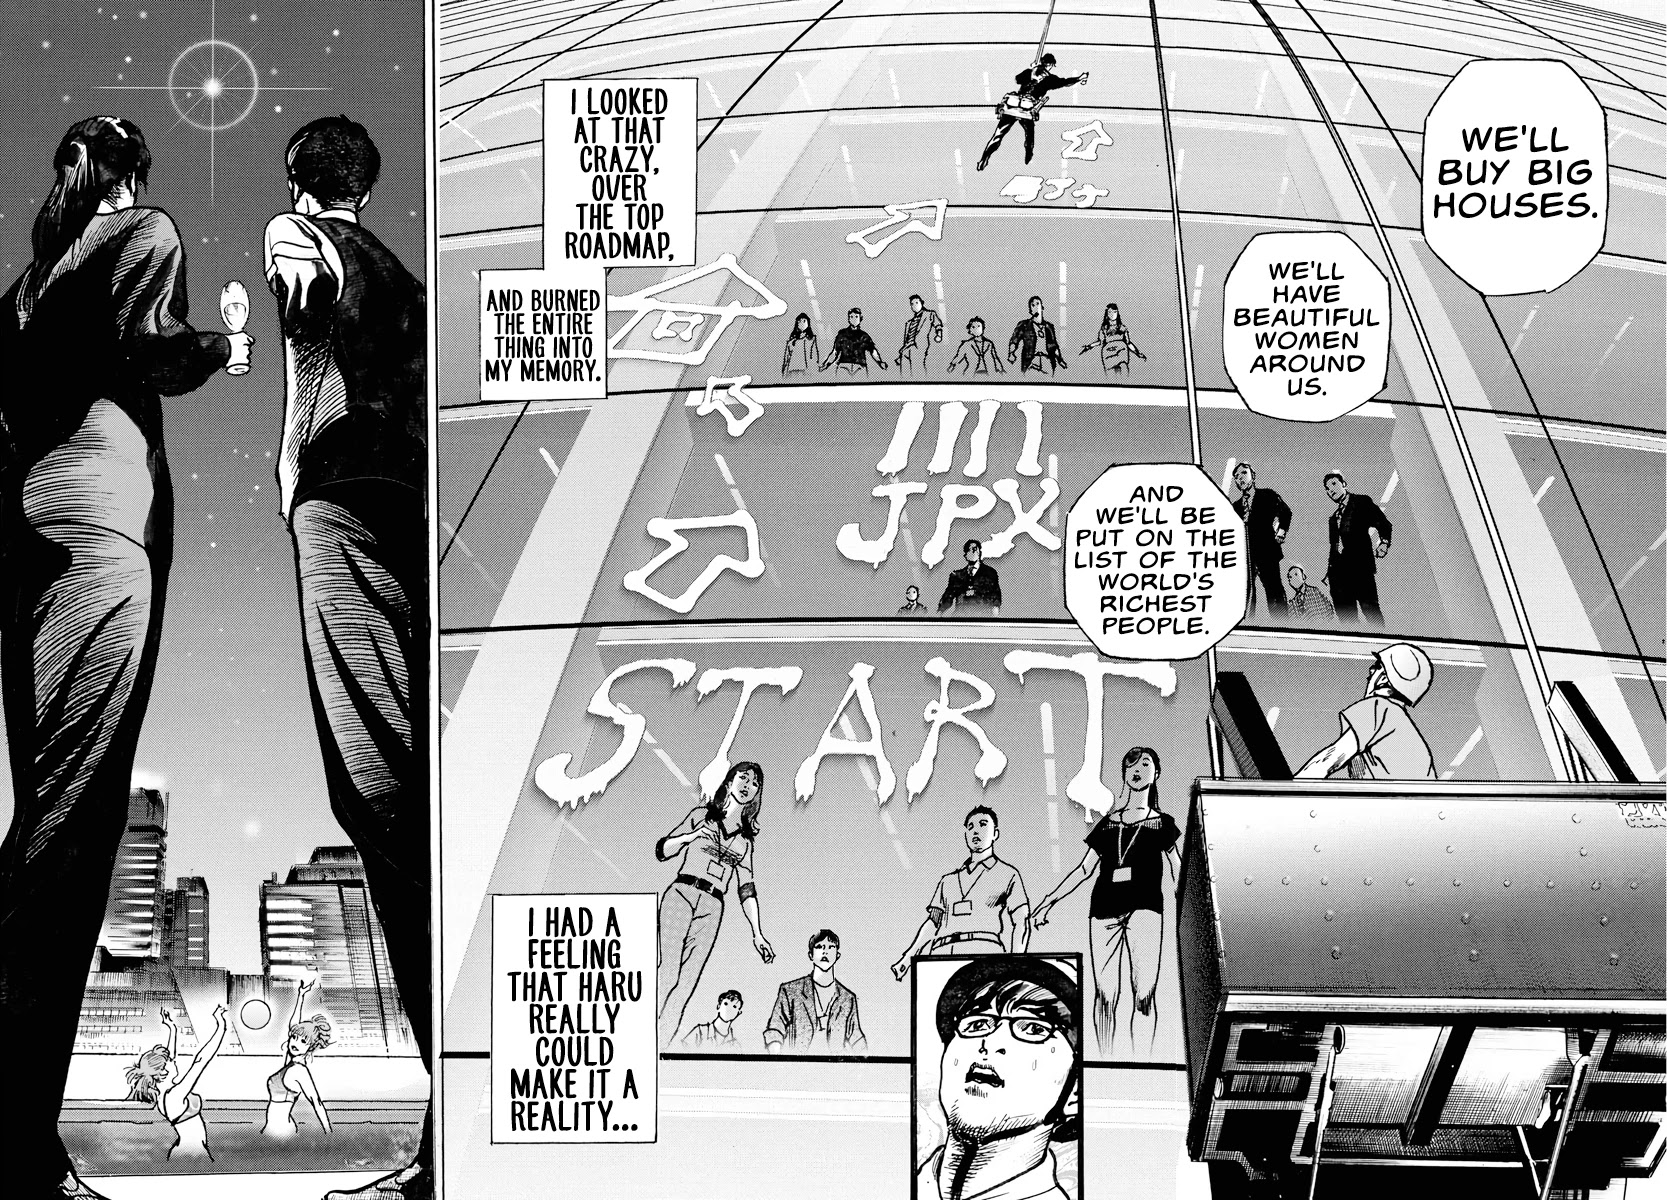 WE'LL
BUY BIG
HOUSES.
WE'LL
HAVE
BEAUTIFUL
WOMEN
AROUND
US.
AND
WE'LL BE
PUT ON THE
LIST OF THE
WORLD'S
RICHEST
PEOPLE.
I LOOKED
AT THAT
CRAZY,
OVER
THE TOP
ROADMAP,
AND BURNED
THE ENTIRE
THING INTO
MY MEMORY.
JPX
START
I HAD A
FEELING
THAT HARU
REALLY
COULD
MAKE IT A
REALITY...